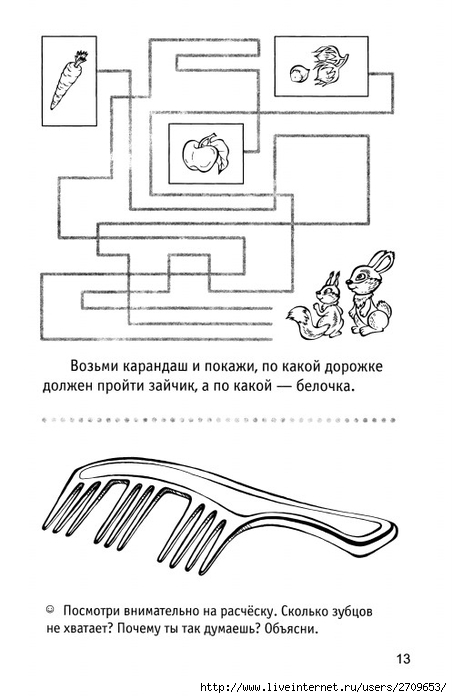 Возьми карандаш и покажи, по какой дорожке
должен пройти зайчик, а по какой — белочка.
☺ Посмотри внимательно на расчёску. Сколько зубцов
не хватает? Почему ты так думаешь? Объясни.
13
http://www.liveinternet.ru/users/2709653/